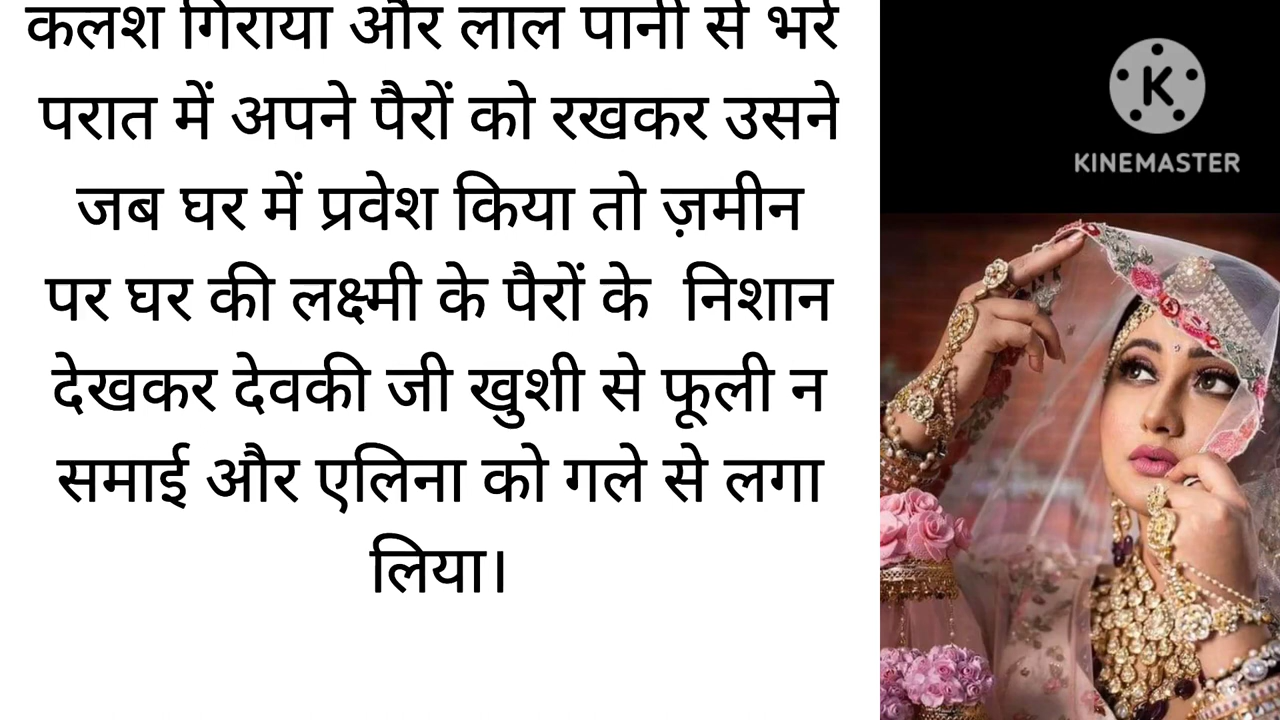 कलश गिराया और लाल पानी से भरे
परात में अपने पैरों को रखकर उसने
जब घर में प्रवेश किया तो ज़मीन
पर घर की लक्ष्मी के पैरों के  निशान
देखकर देवकी जी खुशी से फूली न
समाई और एलिना को गले से लगा
लिया।
K
KINEMASTER